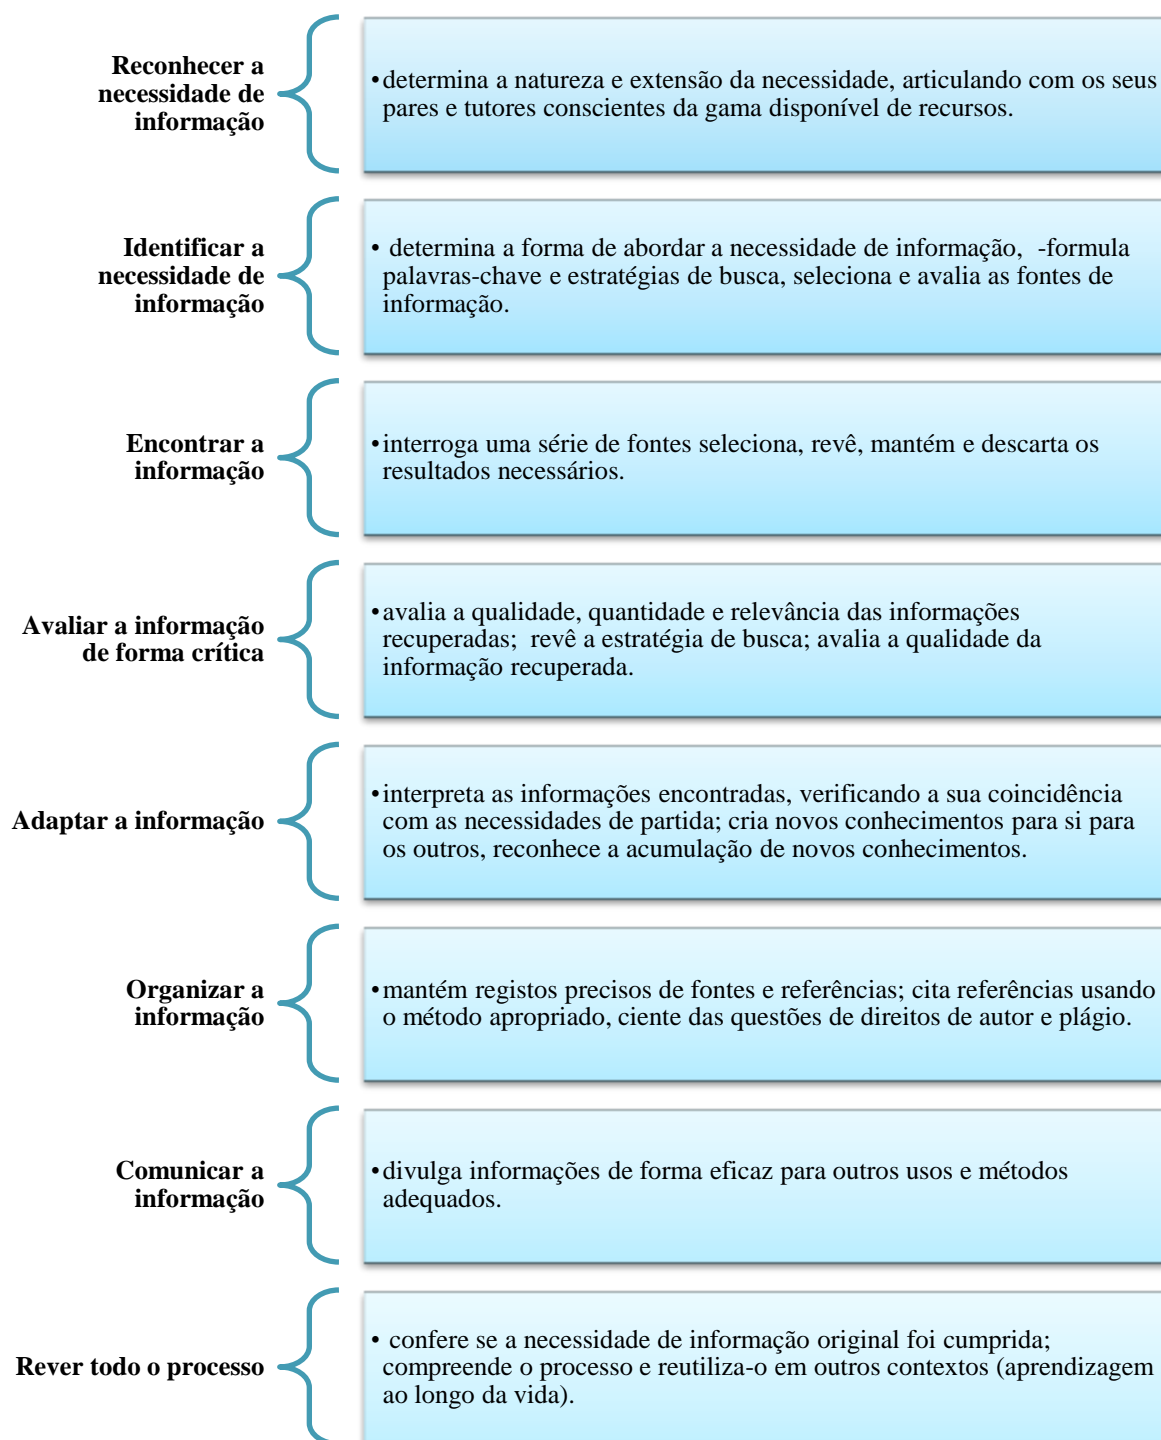 Reconhecer a
necessidade de
informação
•determina a natureza e extensão da necessidade, articulando com os seus
pares e tutores conscientes da gama disponível de recursos.
Identificar a
necessidade de
informação
• determina a forma de abordar a necessidade de informação,  -formula
palavras-chave e estratégias de busca, seleciona e avalia as fontes de
informação.
Encontrar a
informação
•interroga uma série de fontes seleciona, revê, mantém e descarta os
resultados necessários.
Avaliar a informação
de forma crítica
•avalia a qualidade, quantidade e relevância das informações
recuperadas;  revê a estratégia de busca; avalia a qualidade da
informação recuperada.
Adaptar a informação
•interpreta as informações encontradas, verificando a sua coincidência
com as necessidades de partida; cria novos conhecimentos para si para
os outros, reconhece a acumulação de novos conhecimentos.
Organizar a
informação
•mantém registos precisos de fontes e referências; cita referências usando
o método apropriado, ciente das questões de direitos de autor e plágio.
Comunicar a
informação
•divulga informações de forma eficaz para outros usos e métodos
adequados.
Rever todo o processo
• confere se a necessidade de informação original foi cumprida;
compreende o processo e reutiliza-o em outros contextos (aprendizagem
ao longo da vida).